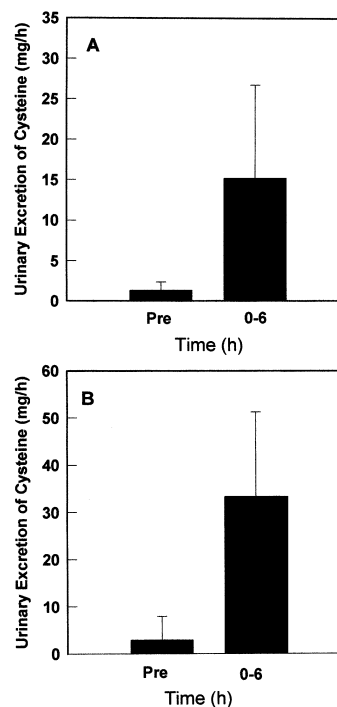 A
Urinary Excretion of Cysteine (mg/h)
35
30
25
20
15
10
5
0
Pre 0-6
Time (h)
B
Urinary Excretion of Cysteine (mg/h)
60
50
40
30
20
10
0
Pre 0-6
Time (h)